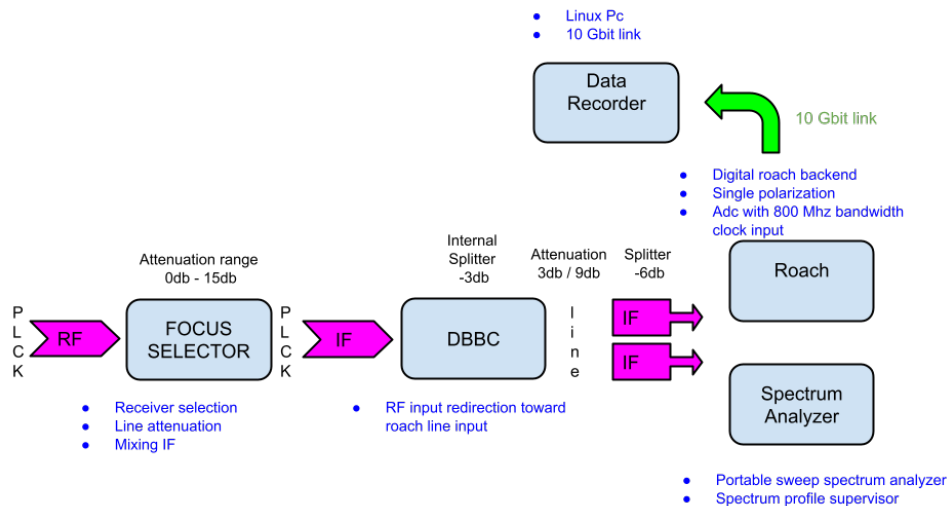 Linux Pc
10 Gbit link
Data
Recorder
10 Gbit link
Digital roach backend
Single polarization
Adc with 800 Mhz bandwidth
clock input
Attenuation range
0db - 15db
Internal
Splitter
-3db
Attenuation
3db / 9db
Splitter
-6db
Roach
PLCK
RF
FOCUS
SELECTOR
PLCK
IF
DBBC
line
IF
IF
Receiver selection
Line attenuation
Mixing IF
RF input redirection toward
roach line input
Spectrum
Analyzer
Portable sweep spectrum analyzer
Spectrum profile supervisor